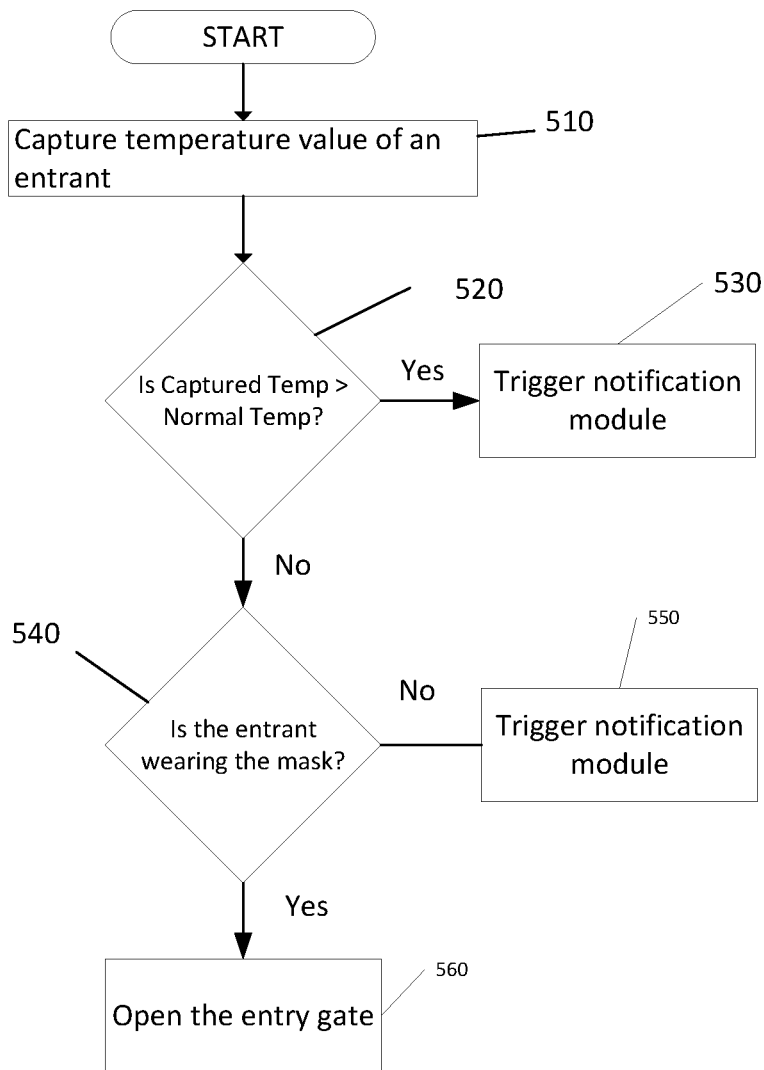 START
510
Capture temperature value of an
entrant
520
530
Is Captured Temp >
Normal Temp?
Yes
Trigger notification
module
No
540
550
Is the entrant
wearing the mask?
No
Trigger notification
module
Yes
560
Open the entry gate